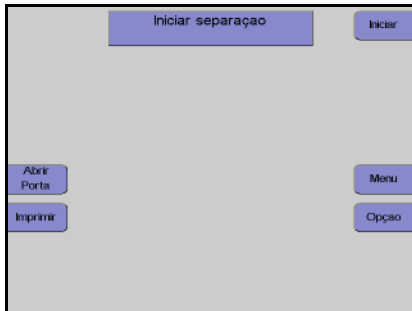 Iniciar separaçao
Iniciar
Abrir
Porta
Menu
Imprimir
Opçao